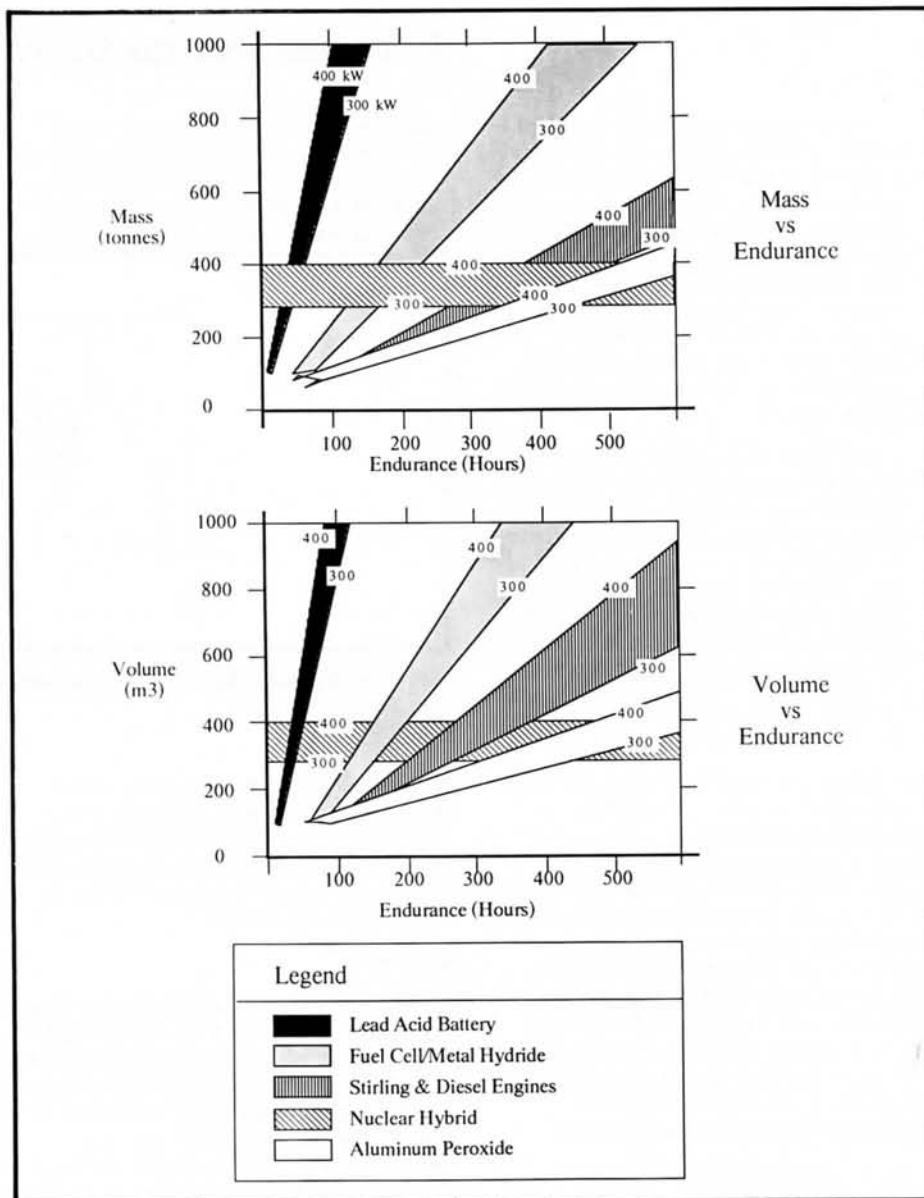 1000
800
600
400
200
0
Mass
(tonnes)
400 kW
300 kW
400
300
400
300
400
300
400
300
100 200 300 400 500
Endurance (Hours)
Mass
vs
Endurance
1000
800
600
400
200
0
Volume
(m3)
400
300
400
300
400
300
400
300
400
300
100 200 300 400 500
Endurance (Hours)
Volume
vs
Endurance
Legend
Lead Acid Battery
Fuel Cell/Metal Hydride
Stirling & Diesel Engines
Nuclear Hybrid
Aluminum Peroxide